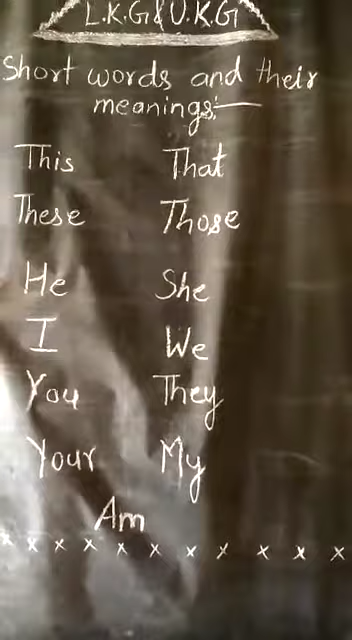 L.K.G & U.K.G
Short words and their
meanings:—
This That
These Those
He She
I We
You They
Your My
Am
x x x x x x x x x x x